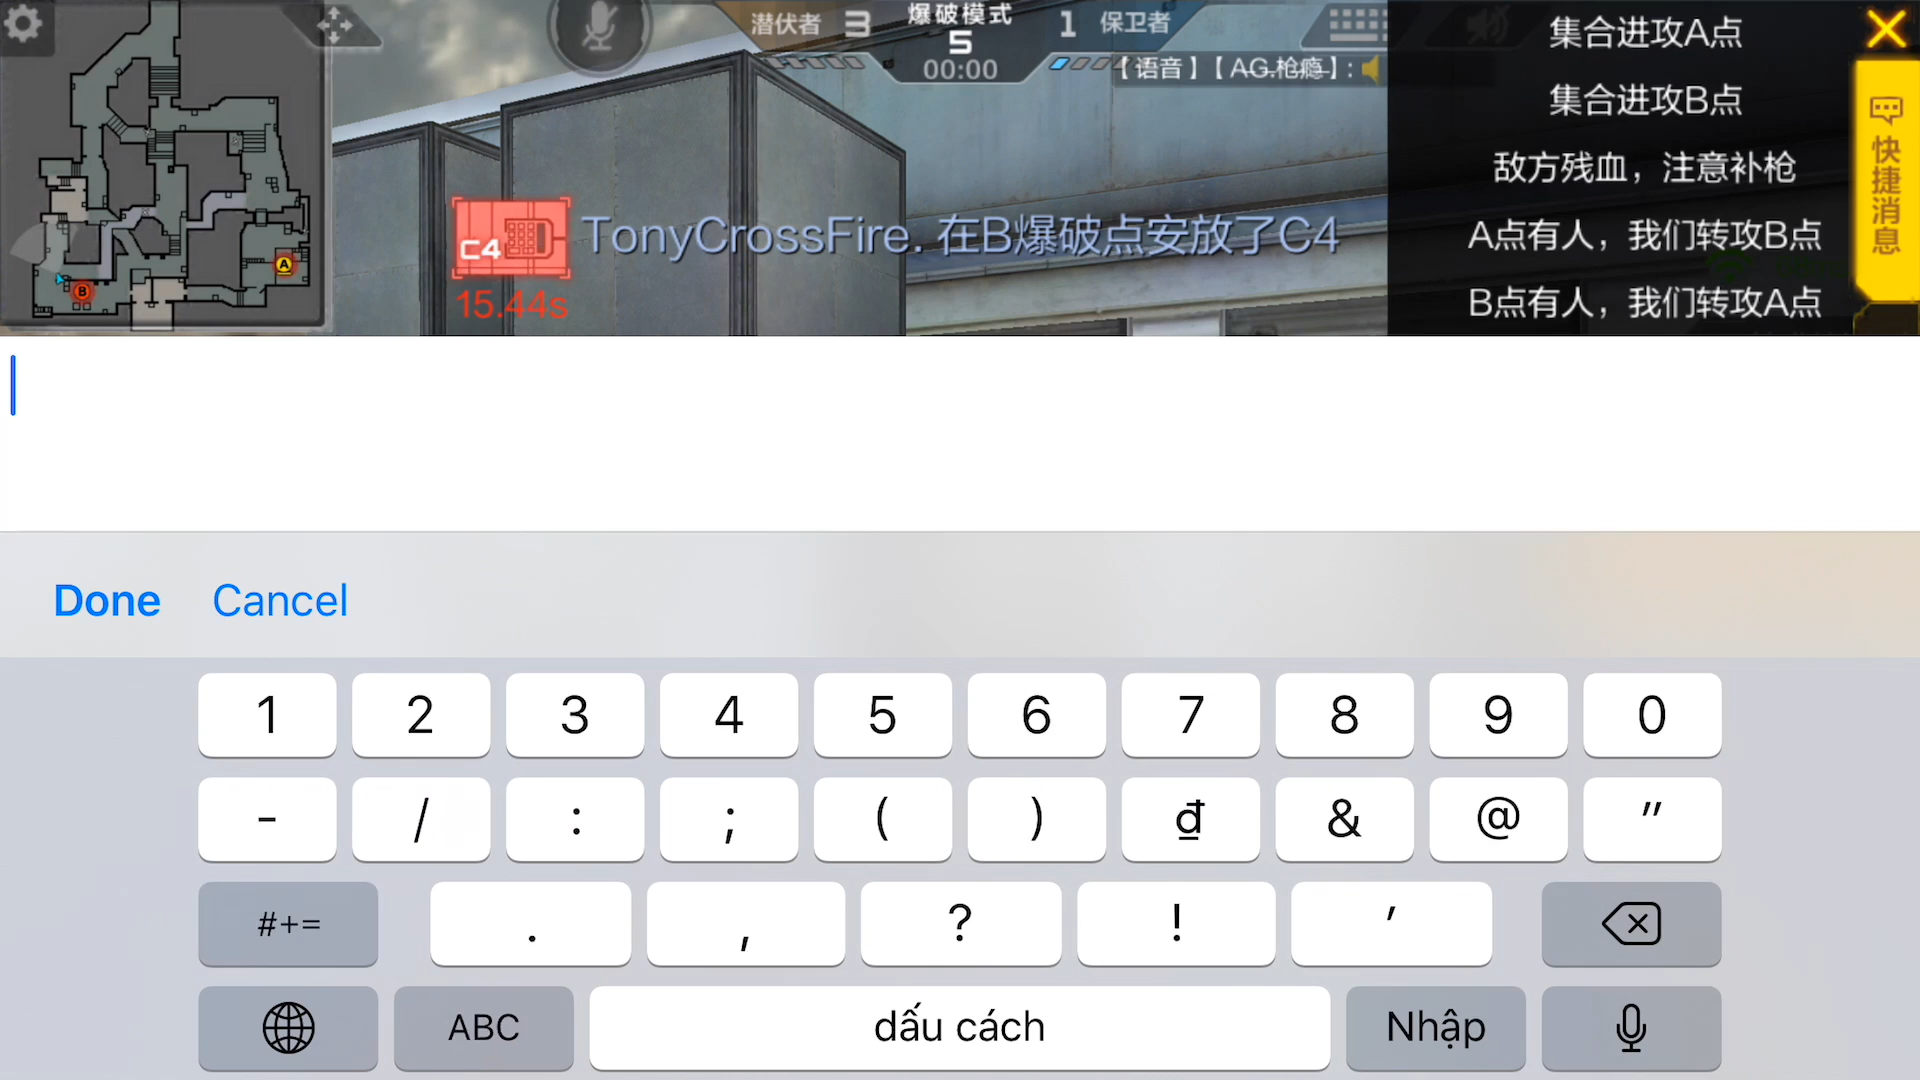 潜伏者 3 爆破模式 1 保卫者
5
00:00
【语音】【AG.枪瘾】:
集合进攻A点
集合进攻B点
敌方残血，注意补枪
A点有人，我们转攻B点
B点有人，我们转攻A点
快捷消息
A
B
C4 TonyCrossFire. 在B爆破点安放了C4
15.44s
Done Cancel
1 2 3 4 5 6 7 8 9 0
- / : ; ( ) ₫ & @ "
#+= . , ? ! '
ABC dấu cách Nhập